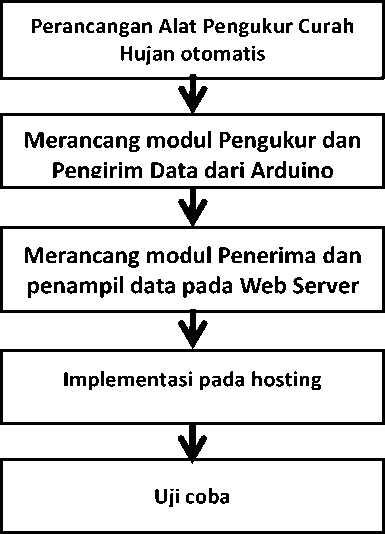 Perancangan Alat Pengukur Curah
Hujan otomatis
Merancang modul Pengukur dan
Pengirim Data dari Arduino
Merancang modul Penerima dan
penampil data pada Web Server
Implementasi pada hosting
Uji coba